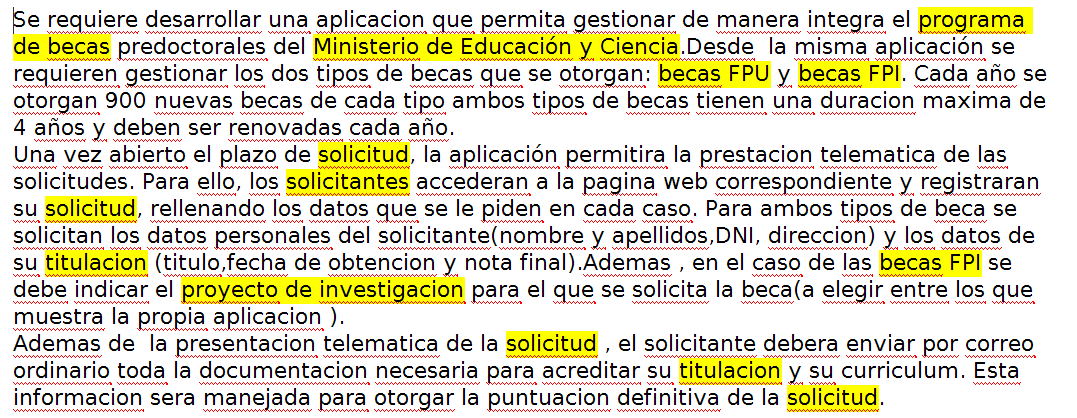 Se requiere desarrollar una aplicacion que permita gestionar de manera integra el programa
de becas predoctorales del Ministerio de Educación y Ciencia.Desde  la misma aplicación se
requieren gestionar los dos tipos de becas que se otorgan: becas FPU y becas FPI. Cada año se
otorgan 900 nuevas becas de cada tipo ambos tipos de becas tienen una duracion maxima de
4 años y deben ser renovadas cada año.
Una vez abierto el plazo de solicitud, la aplicación permitira la prestacion telematica de las
solicitudes. Para ello, los solicitantes accederan a la pagina web correspondiente y registraran
su solicitud, rellenando los datos que se le piden en cada caso. Para ambos tipos de beca se
solicitan los datos personales del solicitante(nombre y apellidos,DNI, direccion) y los datos de
su titulacion (titulo,fecha de obtencion y nota final).Ademas , en el caso de las becas FPI se
debe indicar el proyecto de investigacion para el que se solicita la beca(a elegir entre los que
muestra la propia aplicacion ).
Ademas de  la presentacion telematica de la solicitud , el solicitante debera enviar por correo
ordinario toda la documentacion necesaria para acreditar su titulacion y su curriculum. Esta
informacion sera manejada para otorgar la puntuacion definitiva de la solicitud.